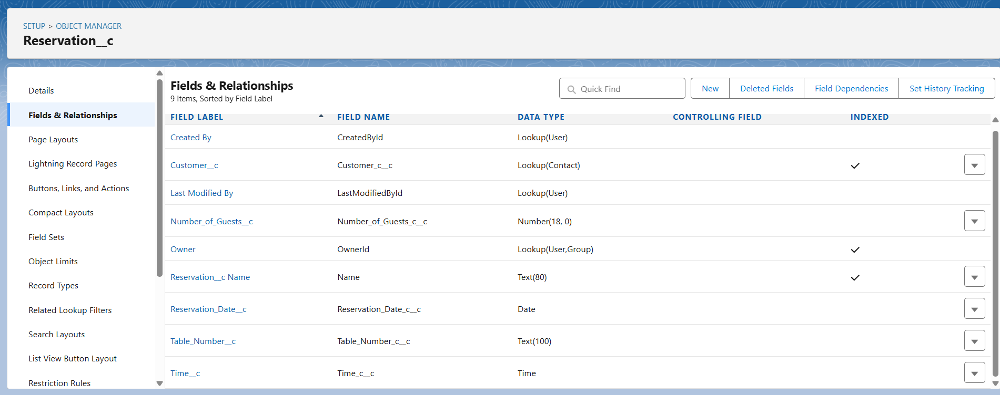 SETUP > OBJECT MANAGER
Reservation__c
Details
Fields & Relationships
Page Layouts
Lightning Record Pages
Buttons, Links, and Actions
Compact Layouts
Field Sets
Object Limits
Record Types
Related Lookup Filters
Search Layouts
List View Button Layout
Restriction Rules
Fields & Relationships
9 Items, Sorted by Field Label
Quick Find
New Deleted Fields Field Dependencies Set History Tracking
FIELD LABEL FIELD NAME DATA TYPE CONTROLLING FIELD INDEXED
Created By CreatedById Lookup(User)
Customer__c Customer_c__c Lookup(Contact)
Last Modified By LastModifiedById Lookup(User)
Number_of_Guests__c Number_of_Guests_c__c Number(18, 0)
Owner OwnerId Lookup(User,Group)
Reservation__c Name Name Text(80)
Reservation_Date__c Reservation_Date_c__c Date
Table_Number__c Table_Number_c__c Text(100)
Time__c Time_c__c Time